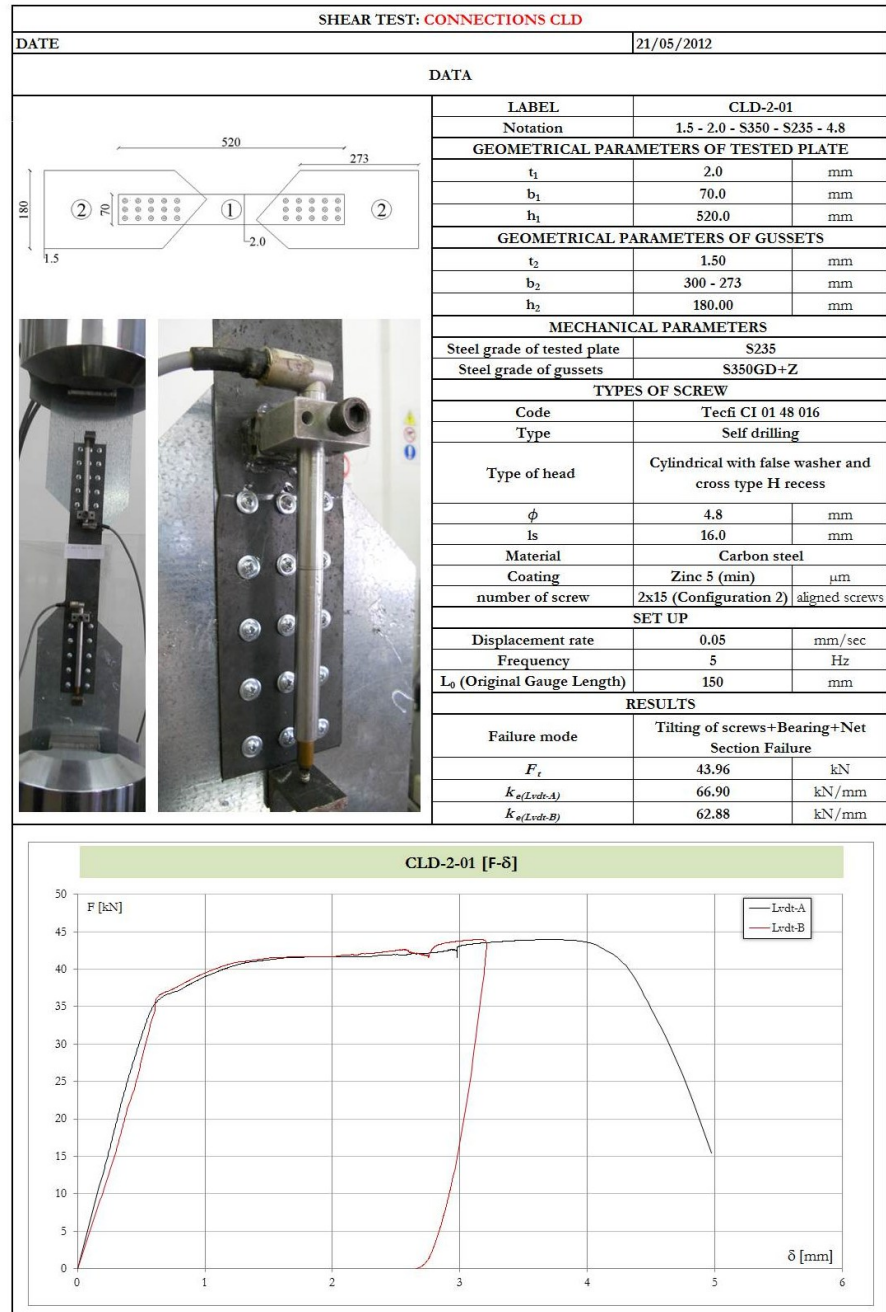 SHEAR TEST: CONNECTIONS CLD
DATE 21/05/2012
DATA
520
273
180
70
2
1
2
2.0
1.5
LABEL CLD-2-01
Notation 1.5 - 2.0 - S350 - S235 - 4.8
GEOMETRICAL PARAMETERS OF TESTED PLATE
t1 2.0 mm
b1 70.0 mm
h1 520.0 mm
GEOMETRICAL PARAMETERS OF GUSSETS
t2 1.50 mm
b2 300 - 273 mm
h2 180.00 mm
MECHANICAL PARAMETERS
Steel grade of tested plate S235
Steel grade of gussets S350GD+Z
TYPES OF SCREW
Code Tecfi CI 01 48 016
Type Self drilling
Type of head Cylindrical with false washer and
cross type H recess
ϕ 4.8 mm
ls 16.0 mm
Material Carbon steel
Coating Zinc 5 (min) μm
number of screw 2x15 (Configuration 2) aligned screws
SET UP
Displacement rate 0.05 mm/sec
Frequency 5 Hz
L0 (Original Gauge Length) 150 mm
RESULTS
Failure mode Tilting of screws+Bearing+Net
Section Failure
Ft 43.96 kN
ke(Lvdt-A) 66.90 kN/mm
ke(Lvdt-B) 62.88 kN/mm
CLD-2-01 [F-δ]
F [kN]
50
45
40
35
30
25
20
15
10
5
0
Lvdt-A
Lvdt-B
δ [mm]
0 1 2 3 4 5 6